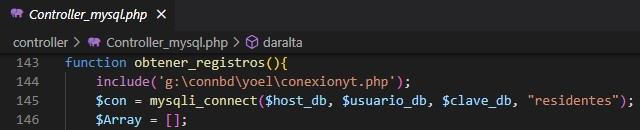 Controller_mysql.php ×
controller > Controller_mysql.php > daralta
143 function obtener_registros(){
144 include('g:\connbd\yoel\conexionyt.php');
145 $con = mysqli_connect($host_db, $usuario_db, $clave_db, "residentes");
146 $Array = [];